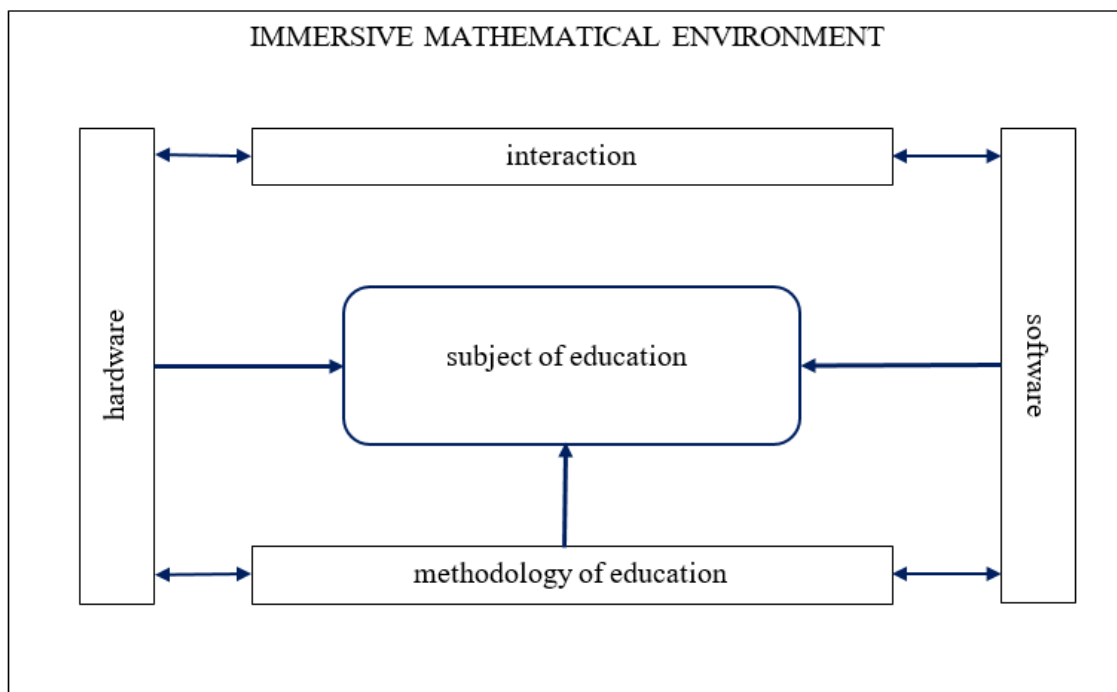 IMMERSIVE MATHEMATICAL ENVIRONMENT
interaction
hardware
subject of education
software
methodology of education